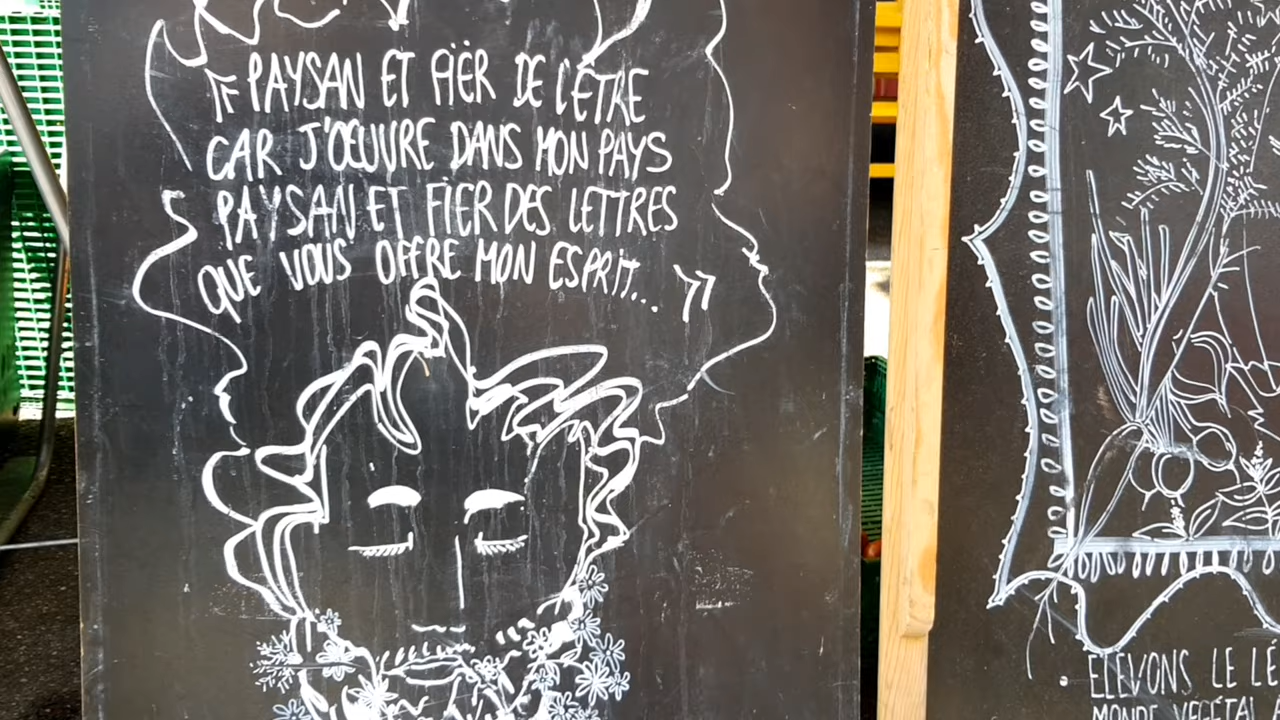 « PAYSAN ET FIER DE L'ÊTRE
CAR J'OEUVRE DANS MON PAYS
PAYSAN ET FIER DES LETTRES
QUE VOUS OFFRE MON ESPRIT... »
ELEVONS LE
MONDE VEGÉTAL